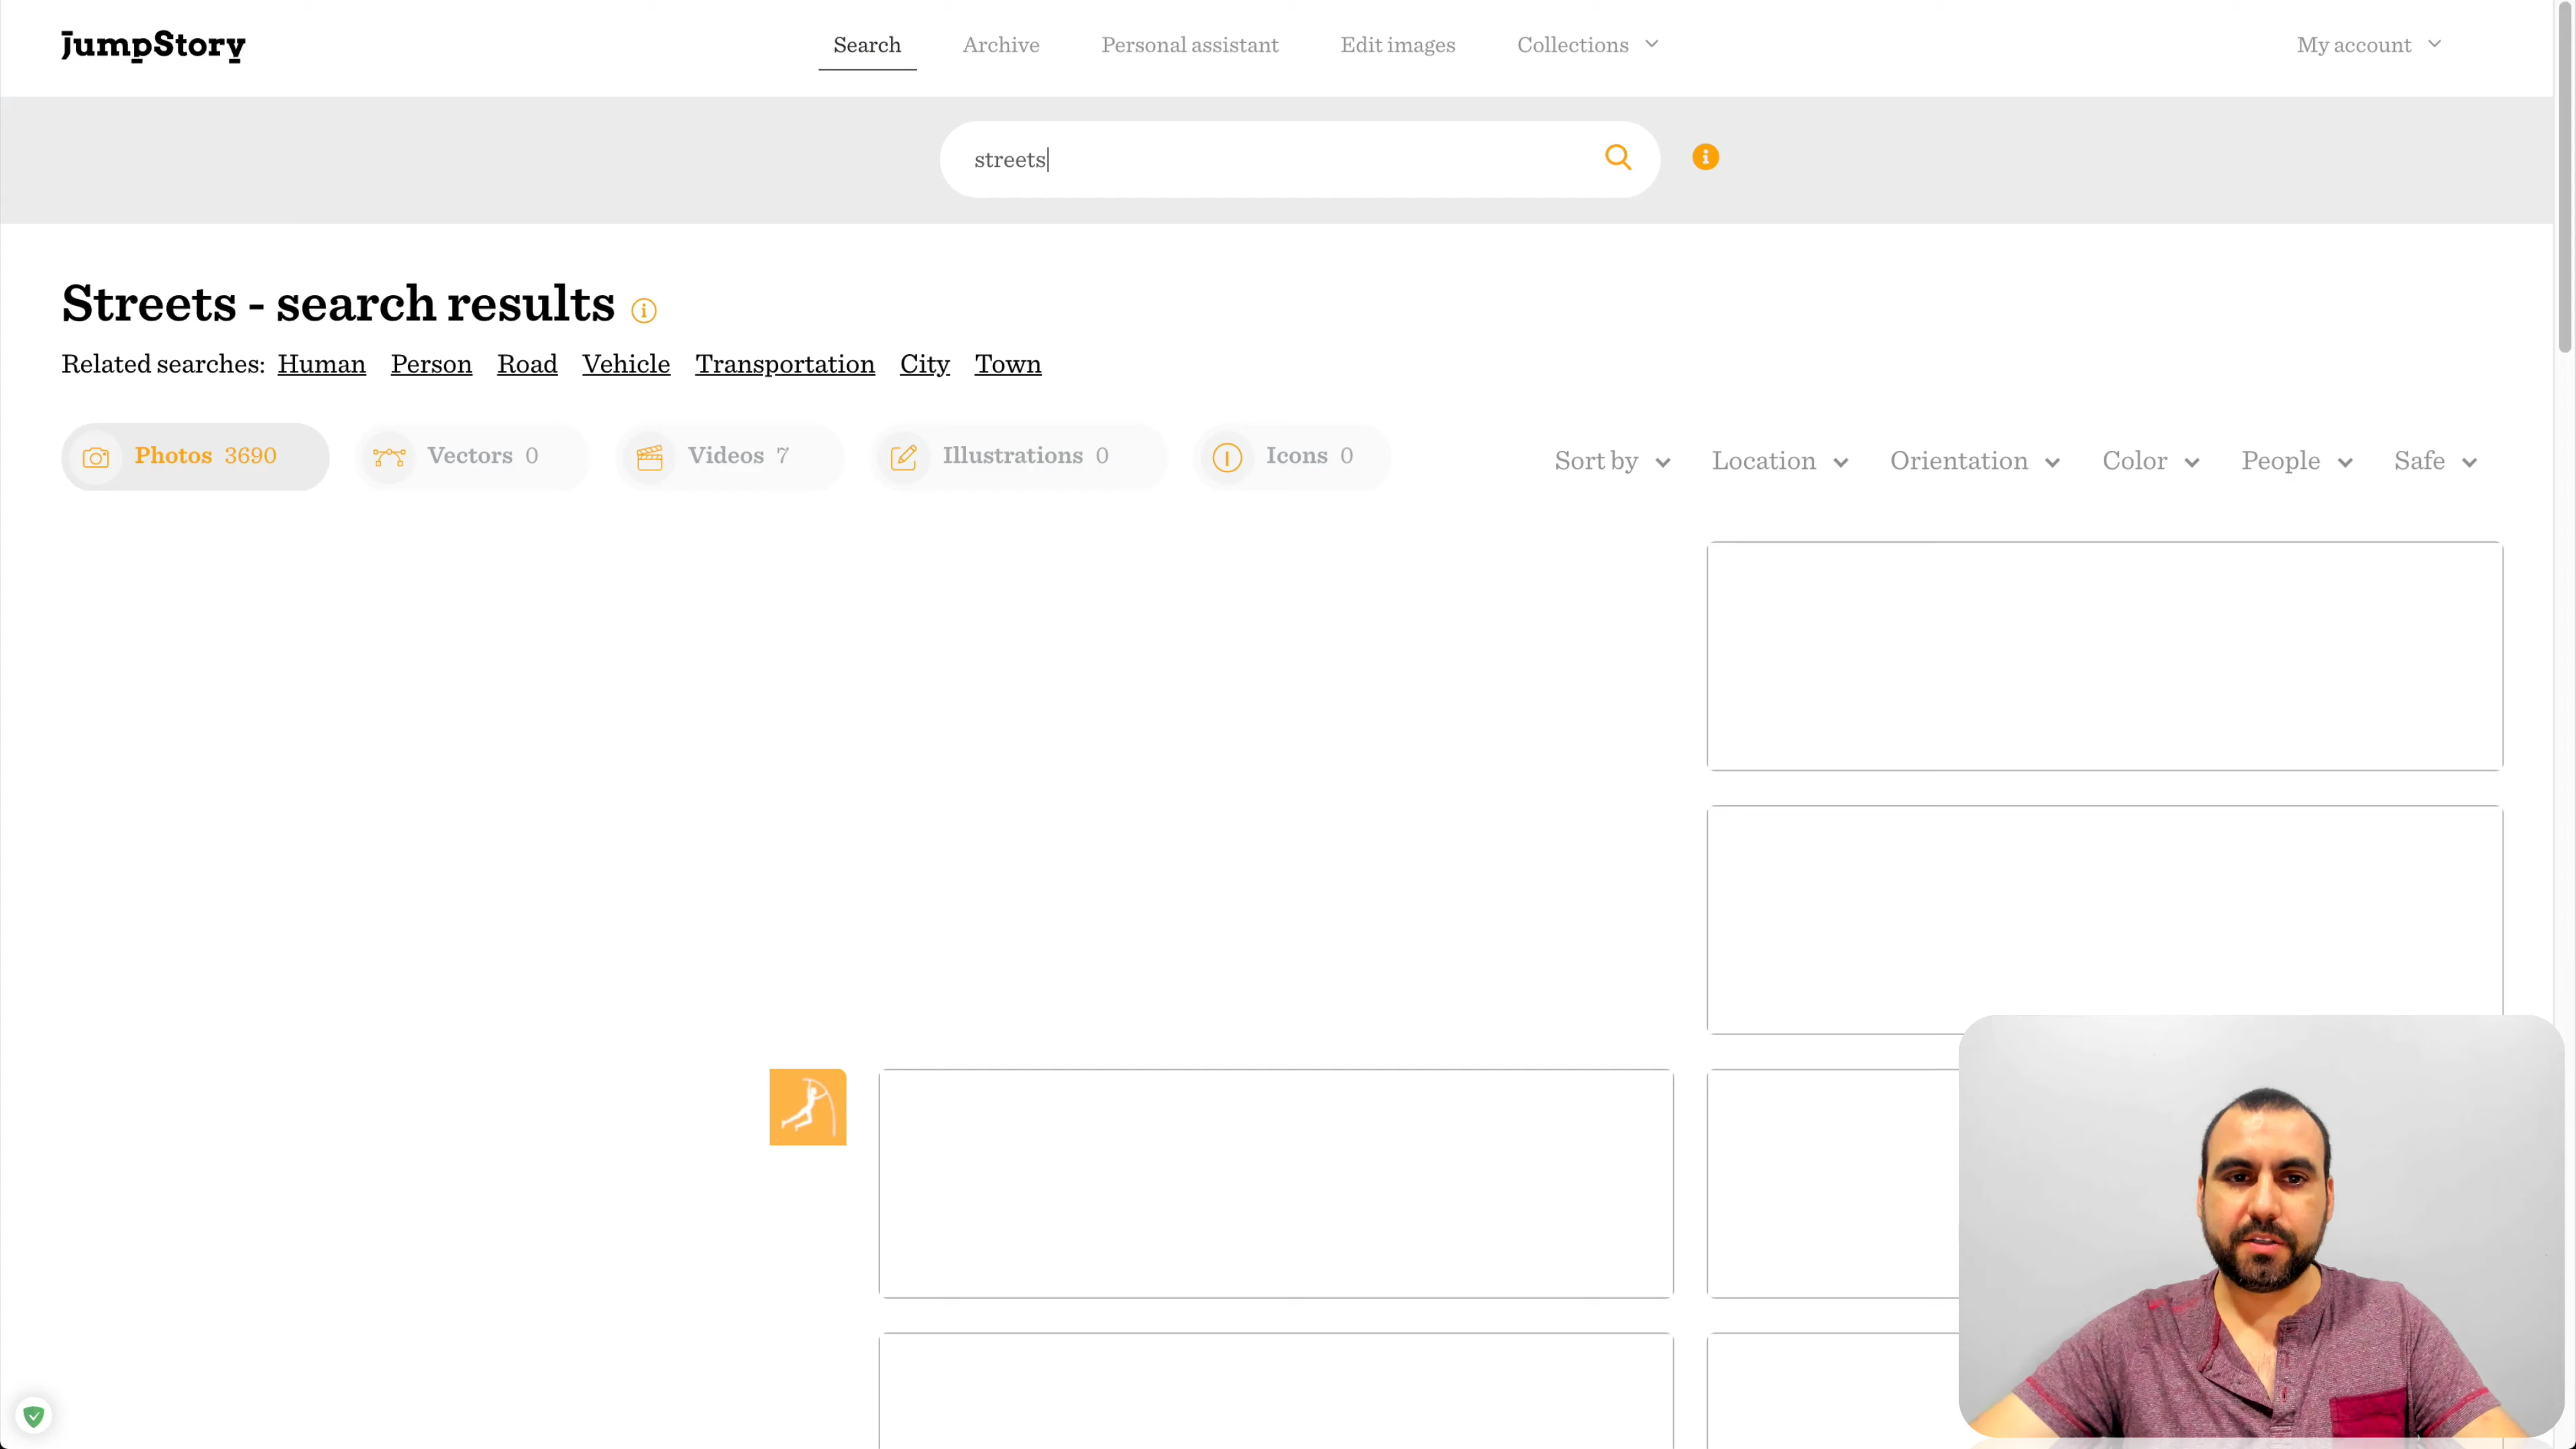 JumpStory
Search Archive Personal assistant Edit images Collections My account
streets
Streets - search results
Related searches: Human Person Road Vehicle Transportation City Town
Photos 3690 Vectors 0 Videos 7 Illustrations 0 Icons 0 Sort by Location Orientation Color People Safe